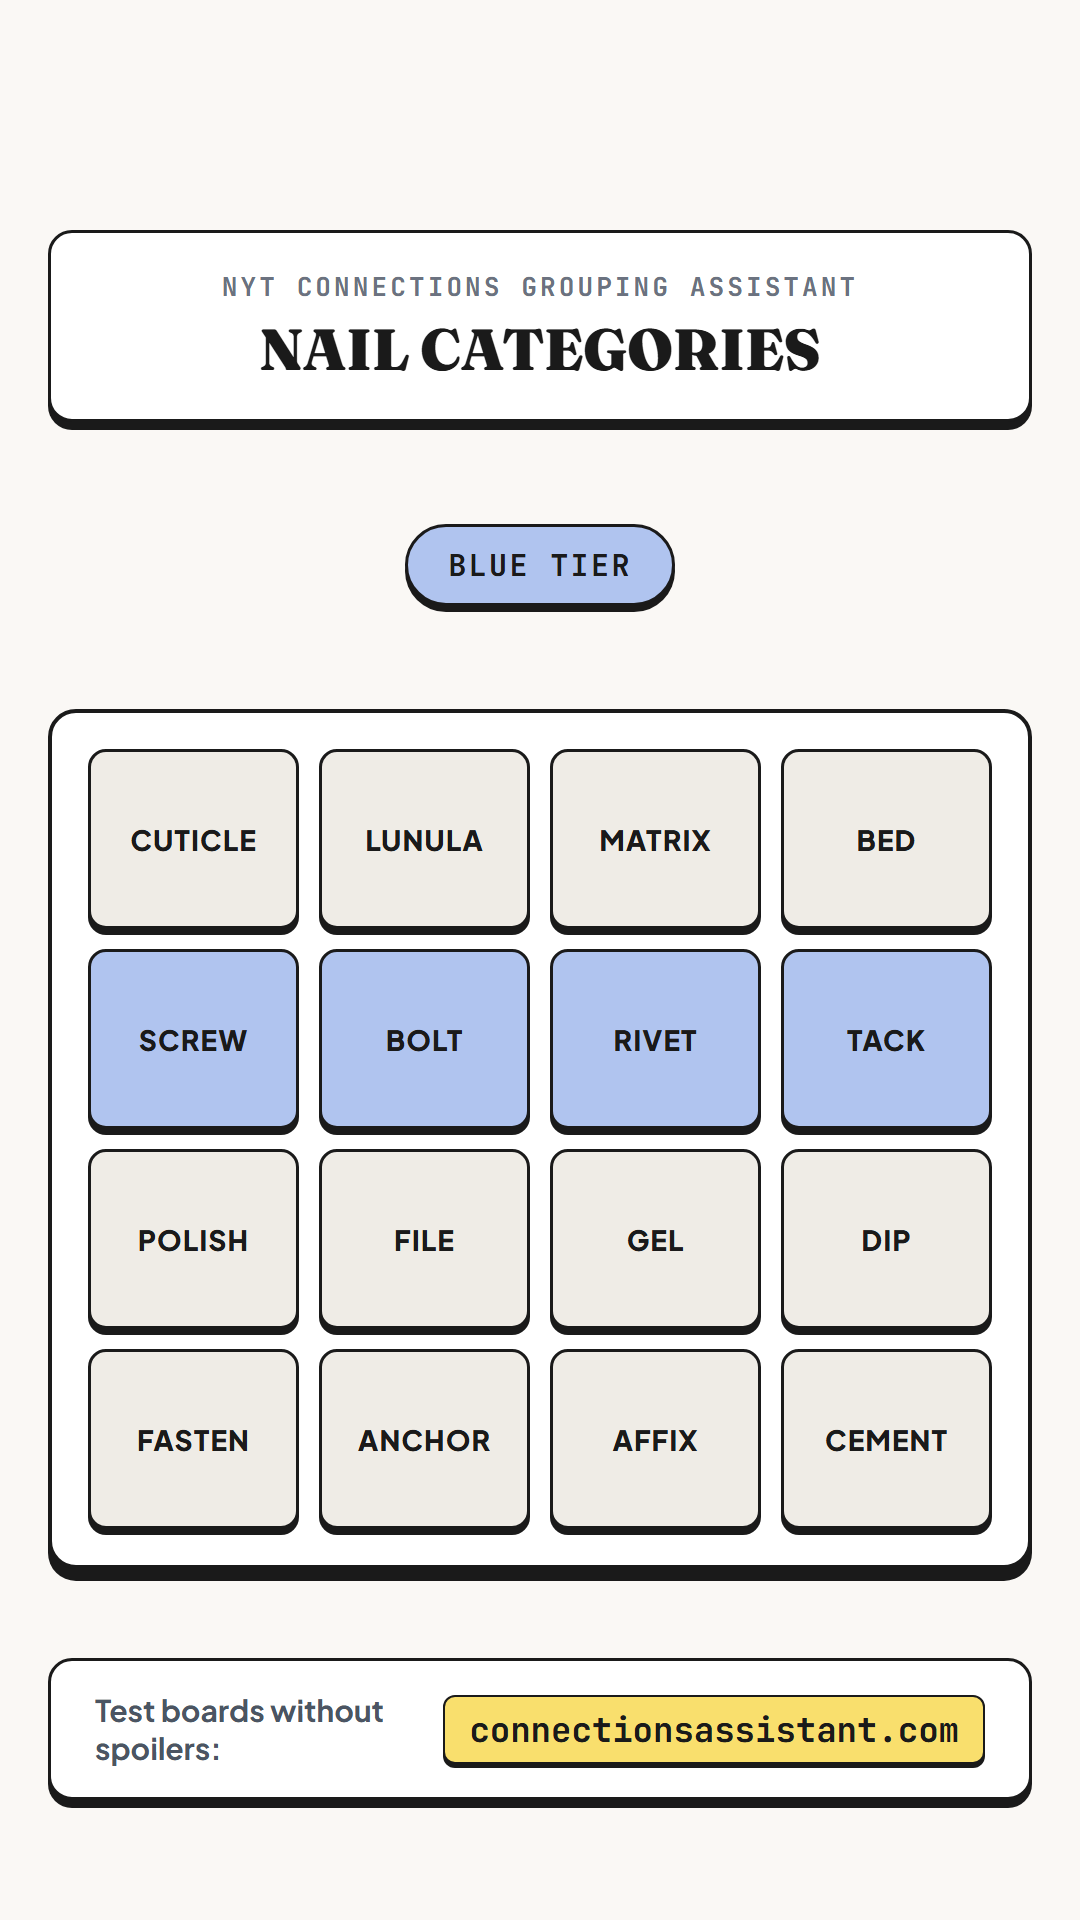 NYT CONNECTIONS GROUPING ASSISTANT
NAIL CATEGORIES
BLUE TIER
CUTICLE LUNULA MATRIX BED
SCREW BOLT RIVET TACK
POLISH FILE GEL DIP
FASTEN ANCHOR AFFIX CEMENT
Test boards without
spoilers:
connectionsassistant.com